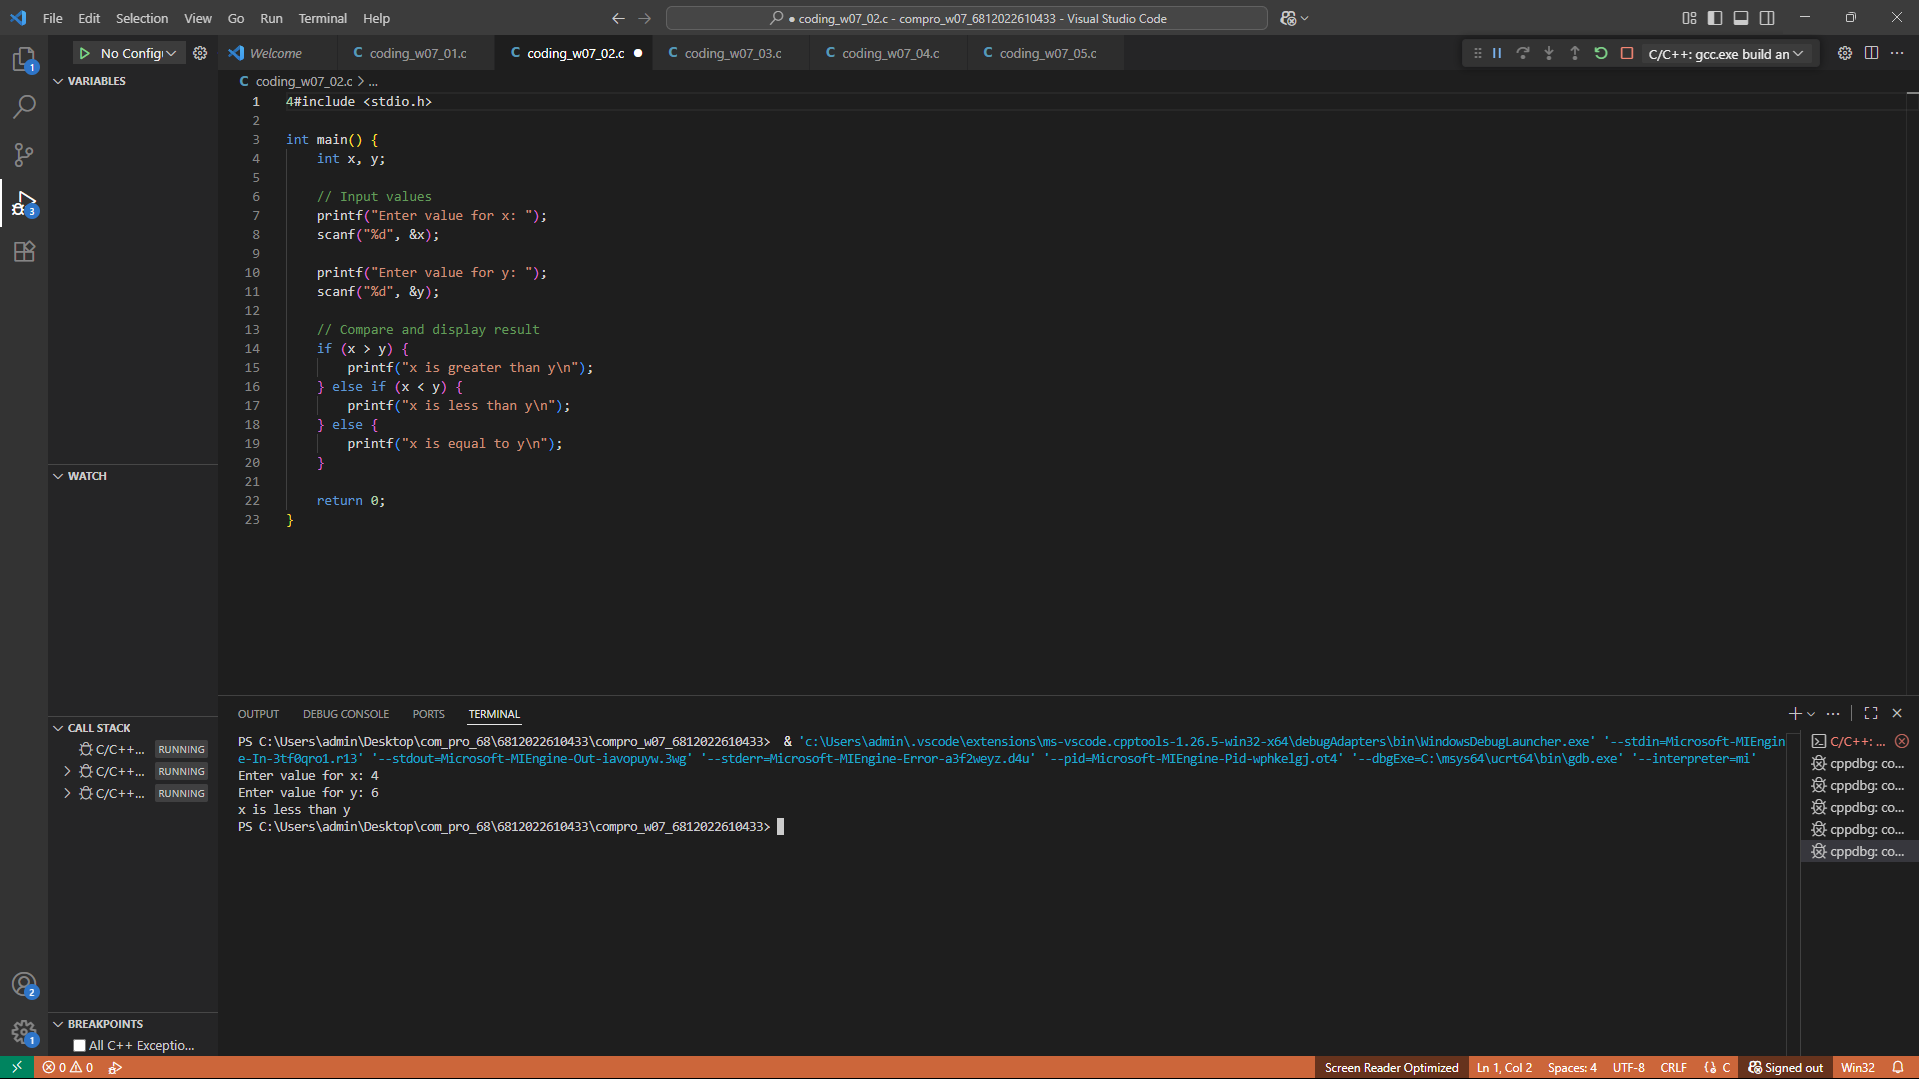 File Edit Selection View Go Run Terminal Help
● coding_w07_02.c - compro_w07_6812022610433 - Visual Studio Code
No Config
Welcome
coding_w07_01.c
coding_w07_02.c
coding_w07_03.c
coding_w07_04.c
coding_w07_05.c
C/C++: gcc.exe build an
1
VARIABLES
C coding_w07_02.c > ...
1 4#include <stdio.h>
2
3 int main() {
4 int x, y;
5
6 // Input values
7 printf("Enter value for x: ");
8 scanf("%d", &x);
9
10 printf("Enter value for y: ");
11 scanf("%d", &y);
12
13 // Compare and display result
14 if (x > y) {
15 printf("x is greater than y\n");
16 } else if (x < y) {
17 printf("x is less than y\n");
18 } else {
19 printf("x is equal to y\n");
20 }
21
22 return 0;
23 }
3
WATCH
CALL STACK
C/C++... RUNNING
C/C++... RUNNING
C/C++... RUNNING
OUTPUT DEBUG CONSOLE PORTS TERMINAL
PS C:\Users\admin\Desktop\com_pro_68\6812022610433\compro_w07_6812022610433> & 'c:\Users\admin\.vscode\extensions\ms-vscode.cpptools-1.26.5-win32-x64\debugAdapters\bin\WindowsDebugLauncher.exe' '--stdin=Microsoft-MIEngin
e-In-3tf0qro1.r13' '--stdout=Microsoft-MIEngine-Out-iavopuyw.3wg' '--stderr=Microsoft-MIEngine-Error-a3f2weyz.d4u' '--pid=Microsoft-MIEngine-Pid-wphkelgj.ot4' '--dbgExe=C:\msys64\ucrt64\bin\gdb.exe' '--interpreter=mi'
Enter value for x: 4
Enter value for y: 6
x is less than y
PS C:\Users\admin\Desktop\com_pro_68\6812022610433\compro_w07_6812022610433>
C/C++: ...
cppdbg: co...
cppdbg: co...
cppdbg: co...
cppdbg: co...
cppdbg: co...
2
BREAKPOINTS
1
All C++ Exceptio...
0 0
Screen Reader Optimized Ln 1, Col 2 Spaces: 4 UTF-8 CRLF {} C Signed out Win32